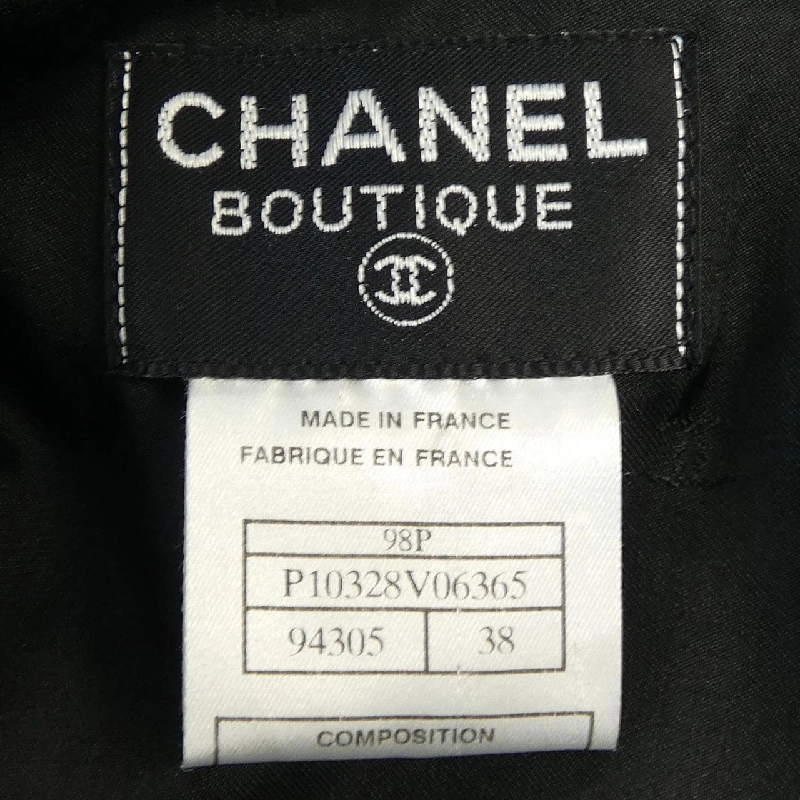 CHANEL
BOUTIQUE
MADE IN FRANCE
FABRIQUE EN FRANCE
98P
P10328V06365
94305 38
COMPOSITION